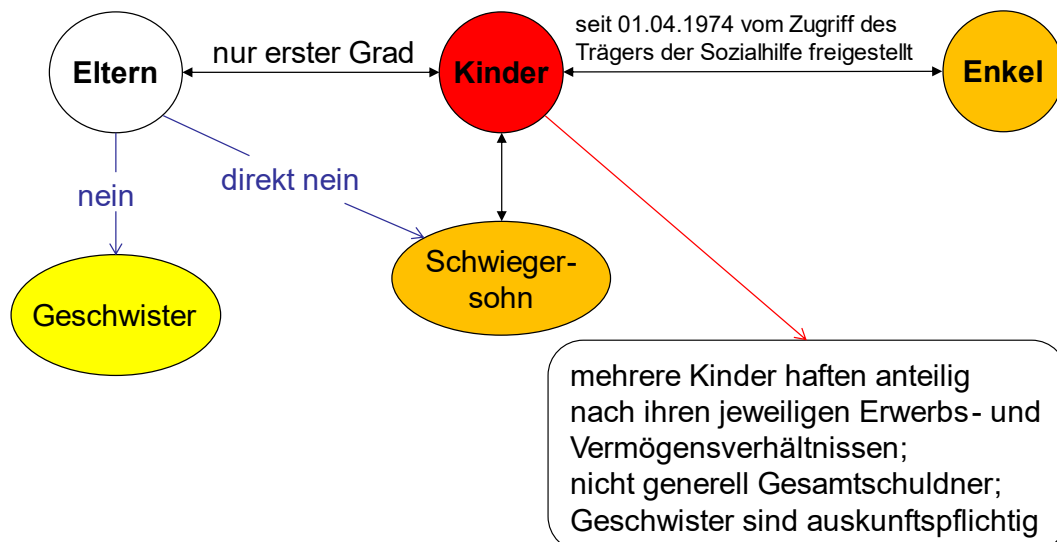 seit 01.04.1974 vom Zugriff des
Trägers der Sozialhilfe freigestellt
nur erster Grad
Eltern
Kinder
Enkel
nein
direkt nein
Geschwister
Schwieger-
sohn
mehrere Kinder haften anteilig
nach ihren jeweiligen Erwerbs- und
Vermögensverhältnissen;
nicht generell Gesamtschuldner;
Geschwister sind auskunftspflichtig